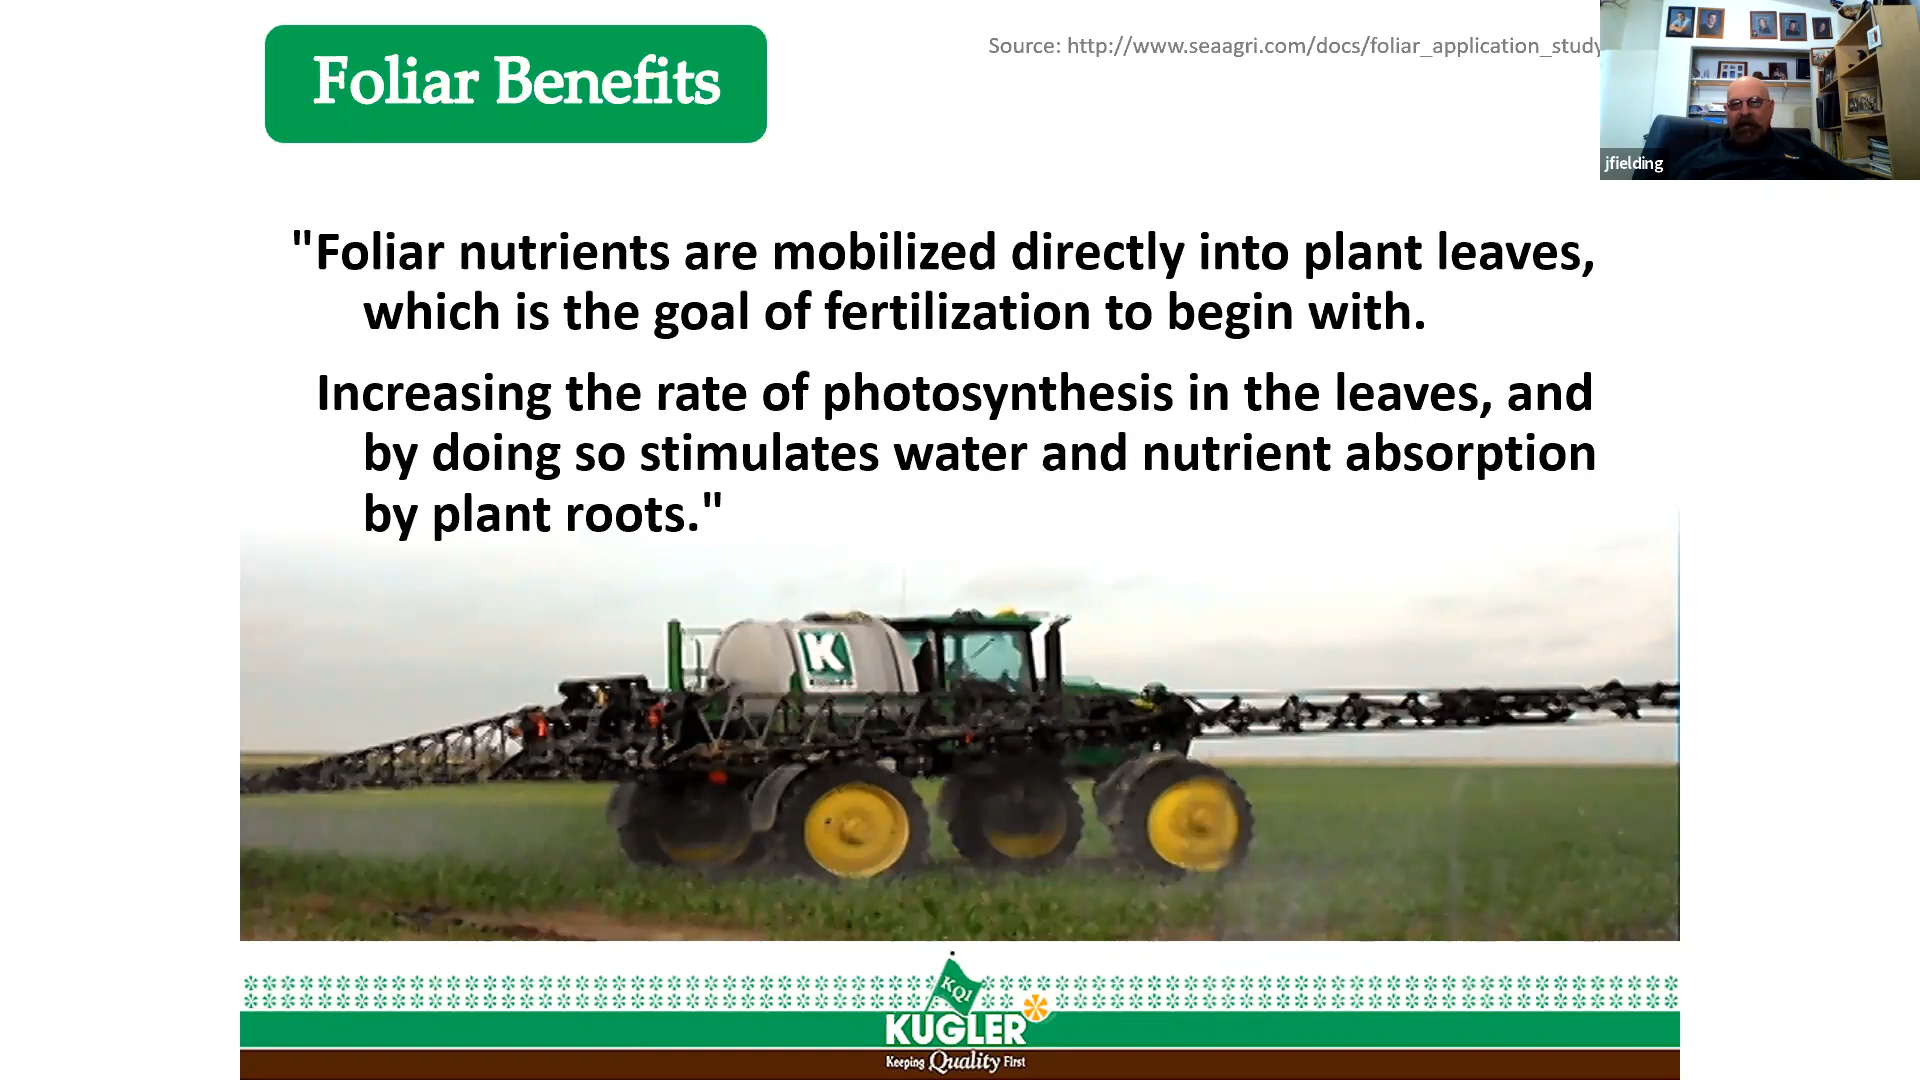 Foliar Benefits
Source: http://www.seaagri.com/docs/foliar_application_study
jfielding
"Foliar nutrients are mobilized directly into plant leaves,
which is the goal of fertilization to begin with.
Increasing the rate of photosynthesis in the leaves, and
by doing so stimulates water and nutrient absorption
by plant roots."
K
KQ1
KUGLER
Keeping Quality First